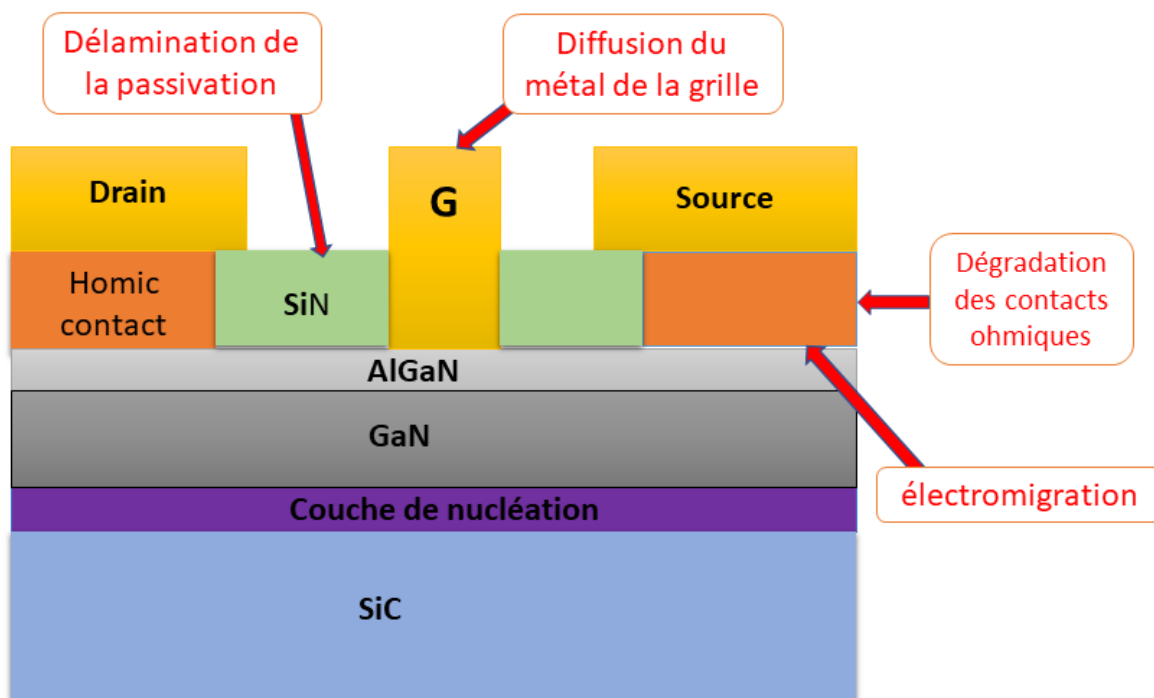 Délamination de
la passivation
Diffusion du
métal de la grille
Drain
G
Source
Homic
contact
SiN
Dégradation
des contacts
ohmiques
AlGaN
GaN
électromigration
Couche de nucléation
SiC